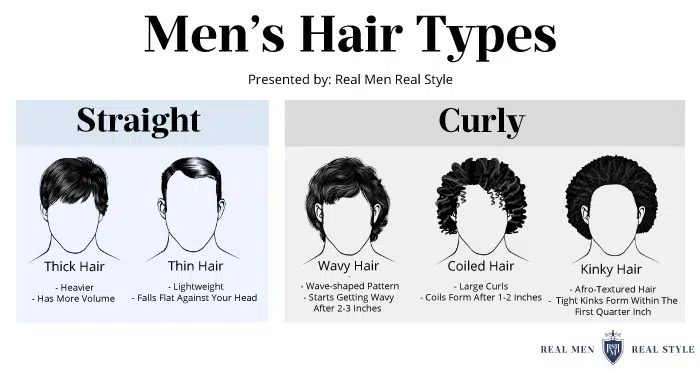 Men's Hair Types
Presented by: Real Men Real Style
Straight
Thick Hair
- Heavier
- Has More Volume
Thin Hair
- Lightweight
- Falls Flat Against Your Head
Curly
Wavy Hair
- Wave-shaped Pattern
- Starts Getting Wavy
After 2-3 Inches
Coiled Hair
- Large Curls
- Coils Form After 1-2 Inches
Kinky Hair
- Afro-Textured Hair
- Tight Kinks Form Within The
First Quarter Inch
REAL MEN
REAL STYLE